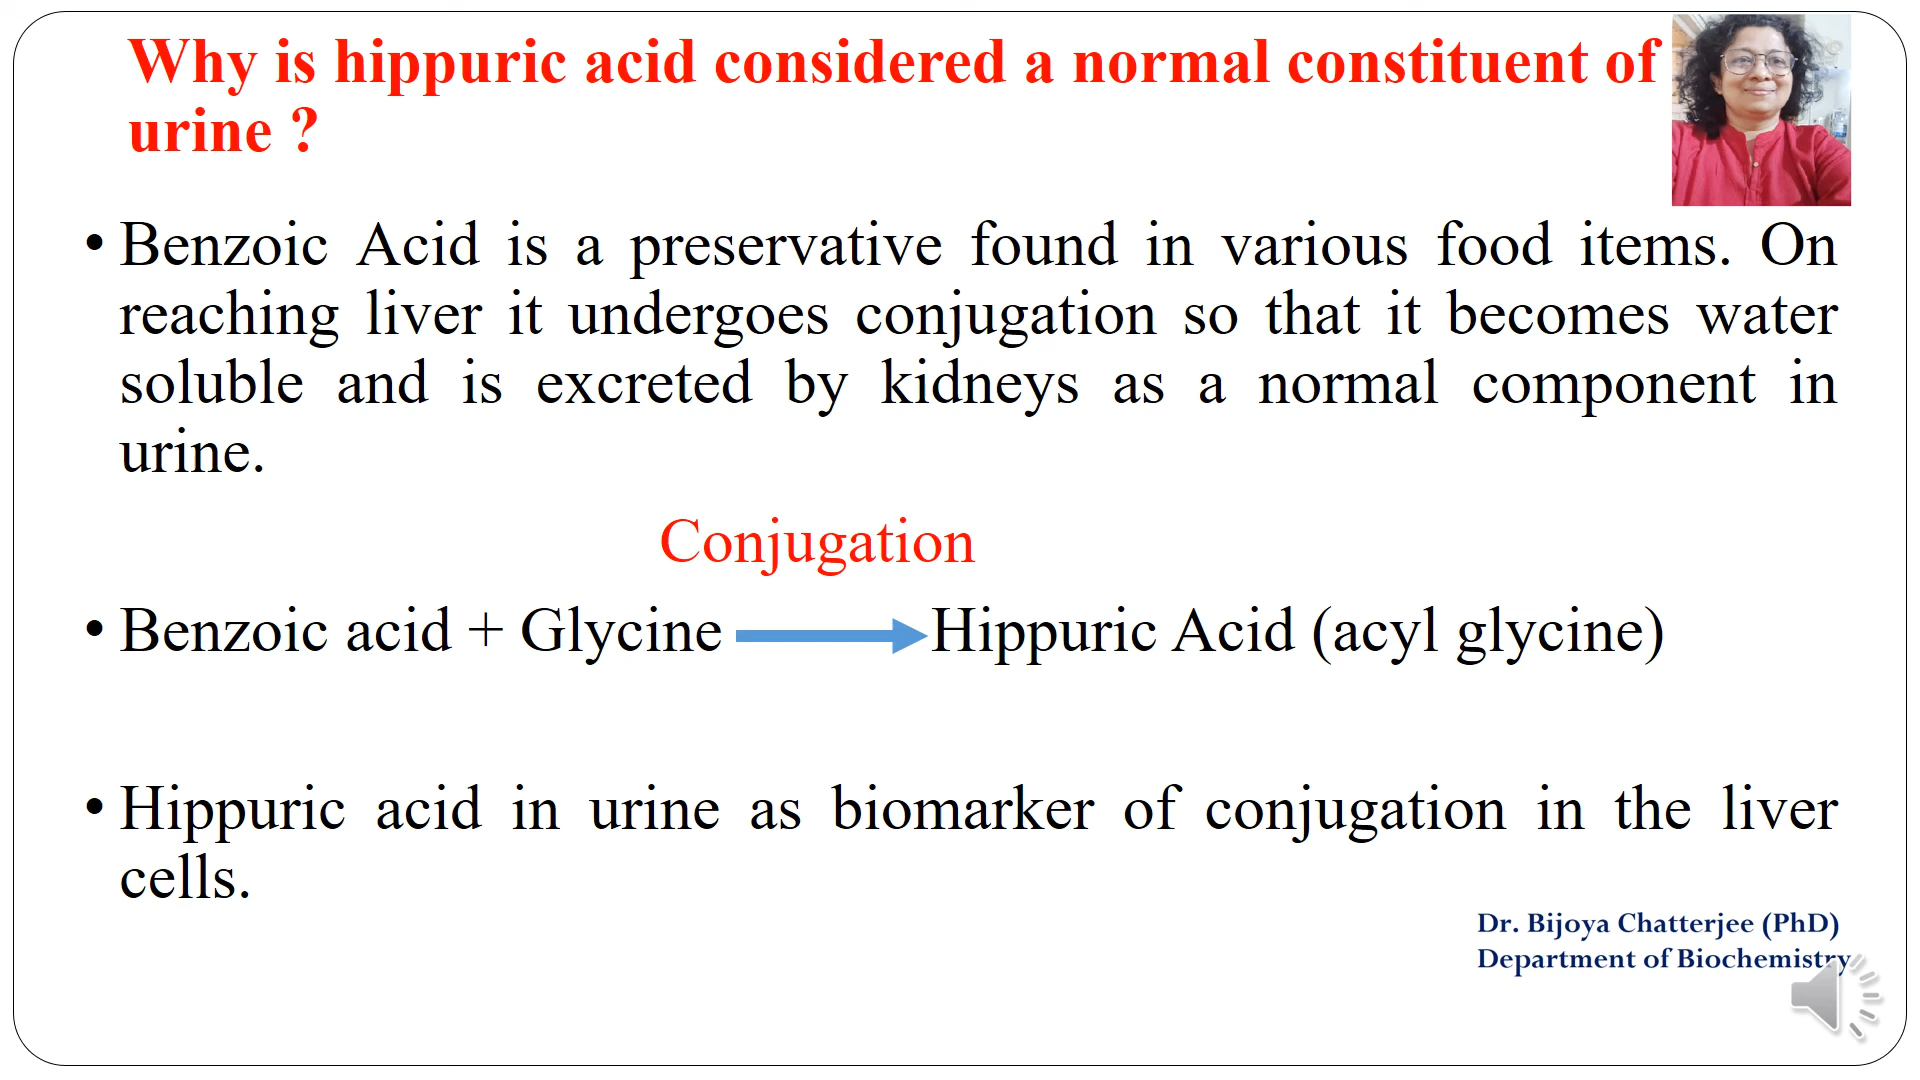 Why is hippuric acid considered a normal constituent of
urine ?
• Benzoic Acid is a preservative found in various food items. On
reaching liver it undergoes conjugation so that it becomes water
soluble and is excreted by kidneys as a normal component in
urine.
Conjugation
• Benzoic acid + Glycine Hippuric Acid (acyl glycine)
• Hippuric acid in urine as biomarker of conjugation in the liver
cells.
Dr. Bijoya Chatterjee (PhD)
Department of Biochemistry